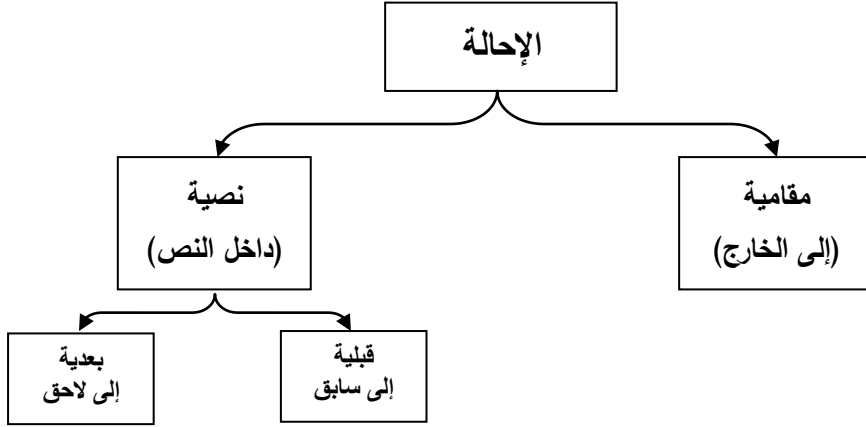 الإحالة
مقامية
(إلى الخارج)
نصية
(داخل النص)
قبلية
إلى سابق
بعدية
إلى لاحق